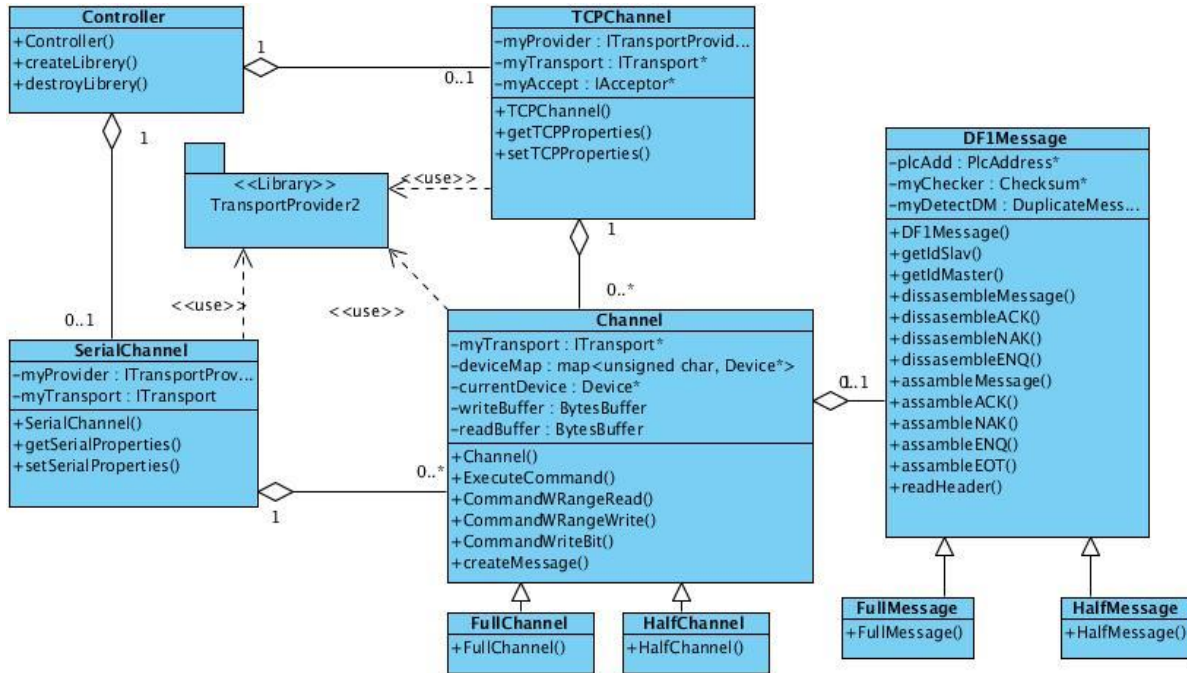 Controller
+Controller()
+createLibrery()
+destroyLibrery()
1
0..1
1
0..1
TCPChannel
-myProvider : ITransportProvid...
-myTransport : ITransport*
-myAccept : IAcceptor*
+TCPChannel()
+getTCPProperties()
+setTCPProperties()
<<Library>>
TransportProvider2
<<use>>
<<use>>
<<use>>
1
0..*
SerialChannel
-myProvider : ITransportProv...
-myTransport : ITransport
+SerialChannel()
+getSerialProperties()
+setSerialProperties()
1
0..*
Channel
-myTransport : ITransport*
-deviceMap : map<unsigned char, Device*>
-currentDevice : Device*
-writeBuffer : BytesBuffer
-readBuffer : BytesBuffer
+Channel()
+ExecuteCommand()
+CommandWRangeRead()
+CommandWRangeWrite()
+CommandWriteBit()
+createMessage()
FullChannel
+FullChannel()
HalfChannel
+HalfChannel()
DF1Message
-plcAdd : PlcAddress*
-myChecker : Checksum*
-myDetectDM : DuplicateMess...
+DF1Message()
+getIdSlav()
+getIdMaster()
+dissasembleMessage()
+dissasembleACK()
+dissasembleNAK()
+dissasembleENQ()
+assambleMessage()
+assambleACK()
+assambleNAK()
+assambleENQ()
+assambleEOT()
+readHeader()
FullMessage
+FullMessage()
HalfMessage
+HalfMessage()